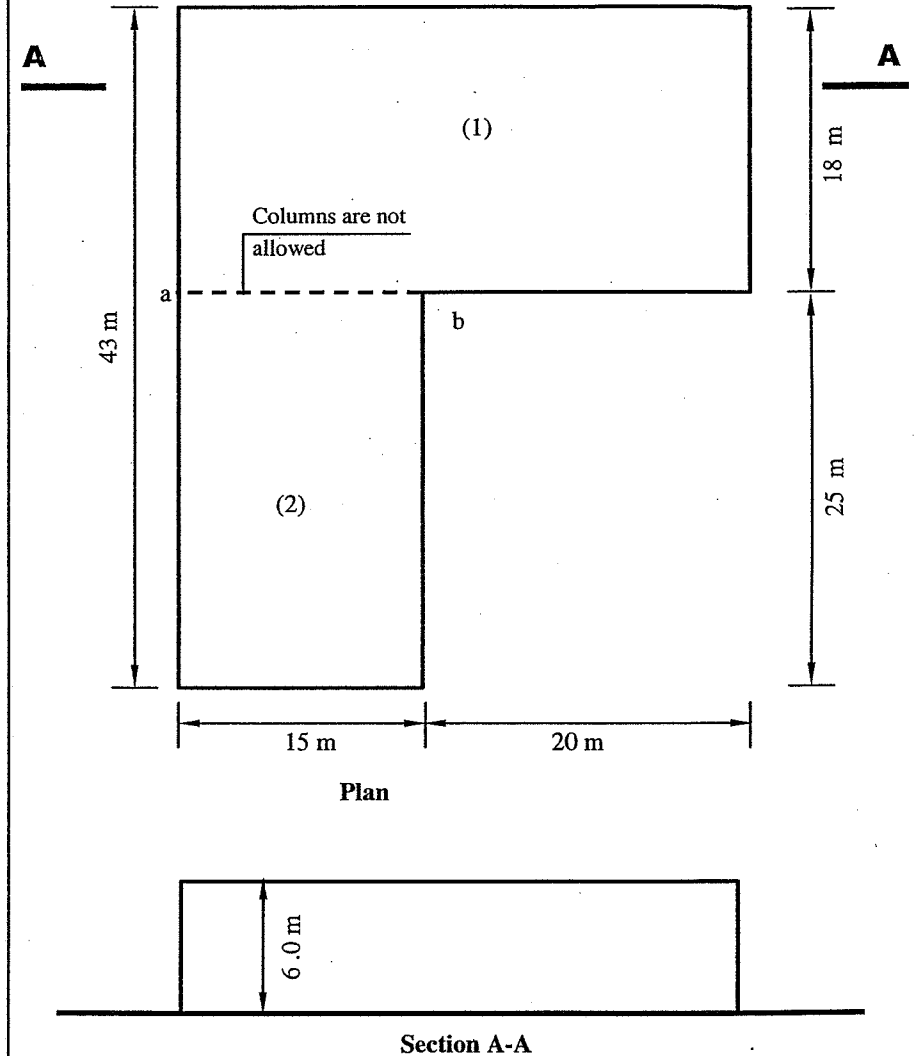 A
A
(1)
18 m
Columns are not
allowed
a
b
43 m
(2)
25 m
15 m
20 m
Plan
6.0 m
Section A-A